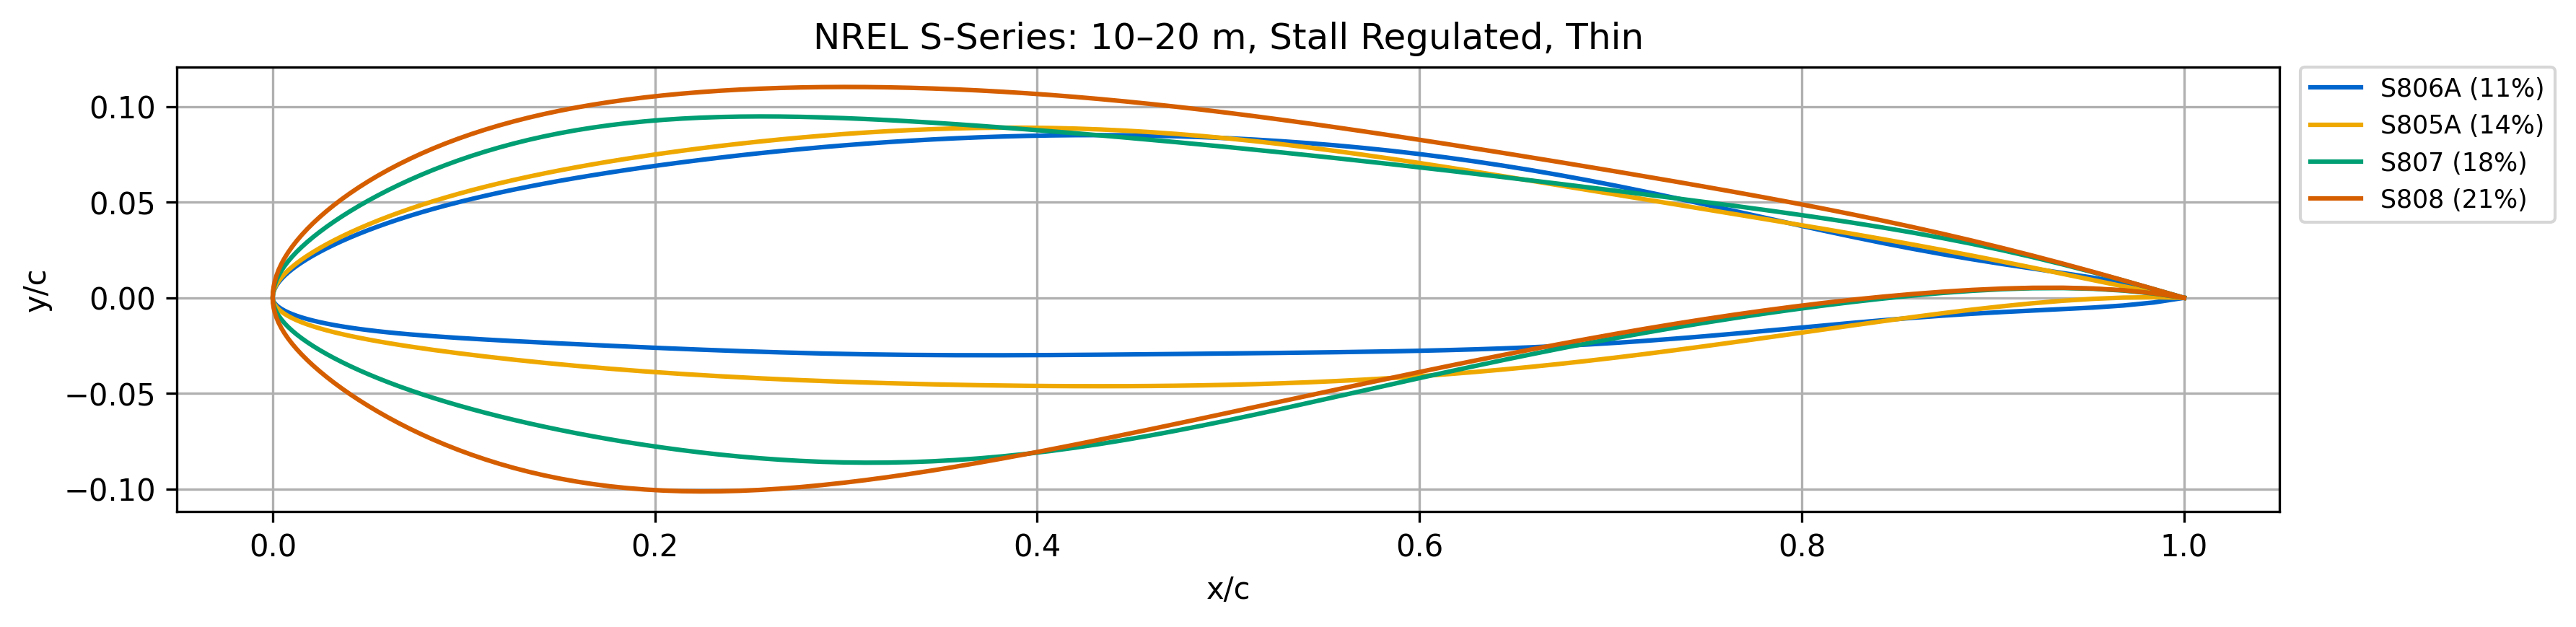 NREL S-Series: 10–20 m, Stall Regulated, Thin
S806A (11%)
S805A (14%)
S807 (18%)
S808 (21%)
y/c
0.10
0.05
0.00
−0.05
−0.10
0.0 0.2 0.4 0.6 0.8 1.0
x/c